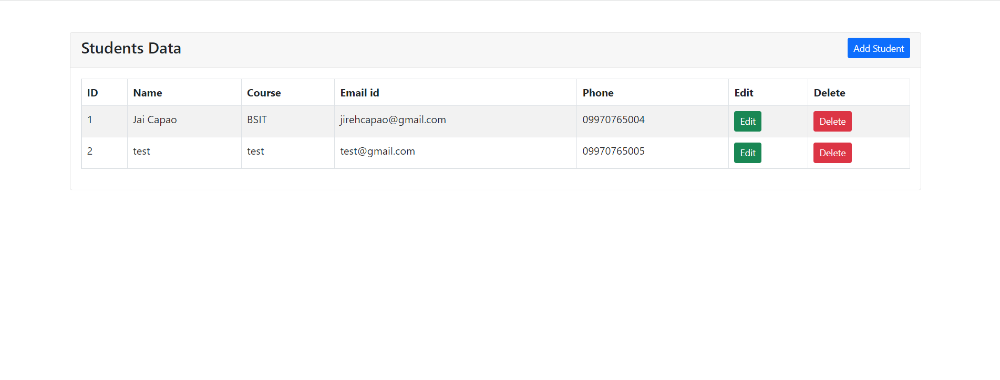 Students Data Add Student
ID Name Course Email id Phone Edit Delete
1 Jai Capao BSIT jirehcapao@gmail.com 09970765004 Edit Delete
2 test test test@gmail.com 09970765005 Edit Delete